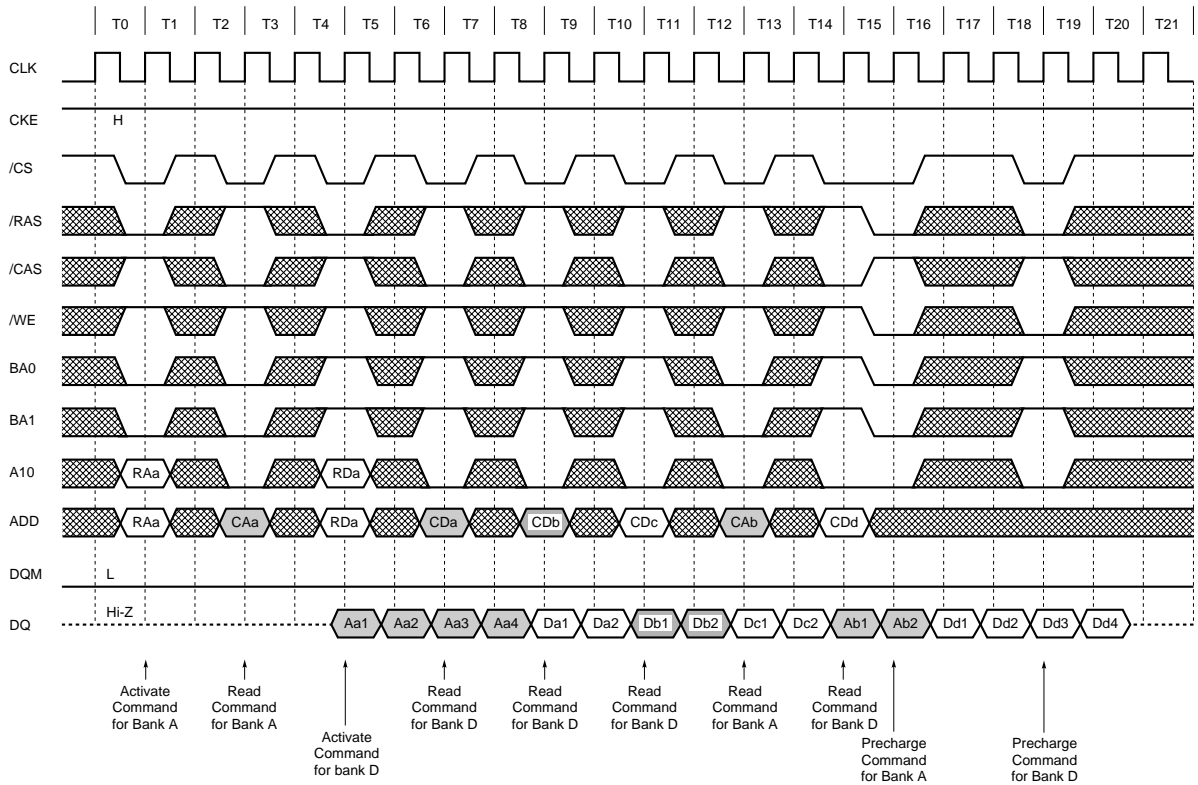 T0 T1 T2 T3 T4 T5 T6 T7 T8 T9 T10 T11 T12 T13 T14 T15 T16 T17 T18 T19 T20 T21
CLK
CKE H
/CS
/RAS
/CAS
/WE
BA0
BA1
A10 RAa RDa
ADD RAa CAa RDa CDa CDb CDc CAb CDd
DQM L
Hi-Z
DQ Aa1 Aa2 Aa3 Aa4 Da1 Da2 Db1 Db2 Dc1 Dc2 Ab1 Ab2 Dd1 Dd2 Dd3 Dd4
Activate
Command
for Bank A
Read
Command
for Bank A
Activate
Command
for bank D
Read
Command
for Bank D
Read
Command
for Bank D
Read
Command
for Bank D
Read
Command
for Bank A
Read
Command
for Bank D
Precharge
Command
for Bank A
Precharge
Command
for Bank D